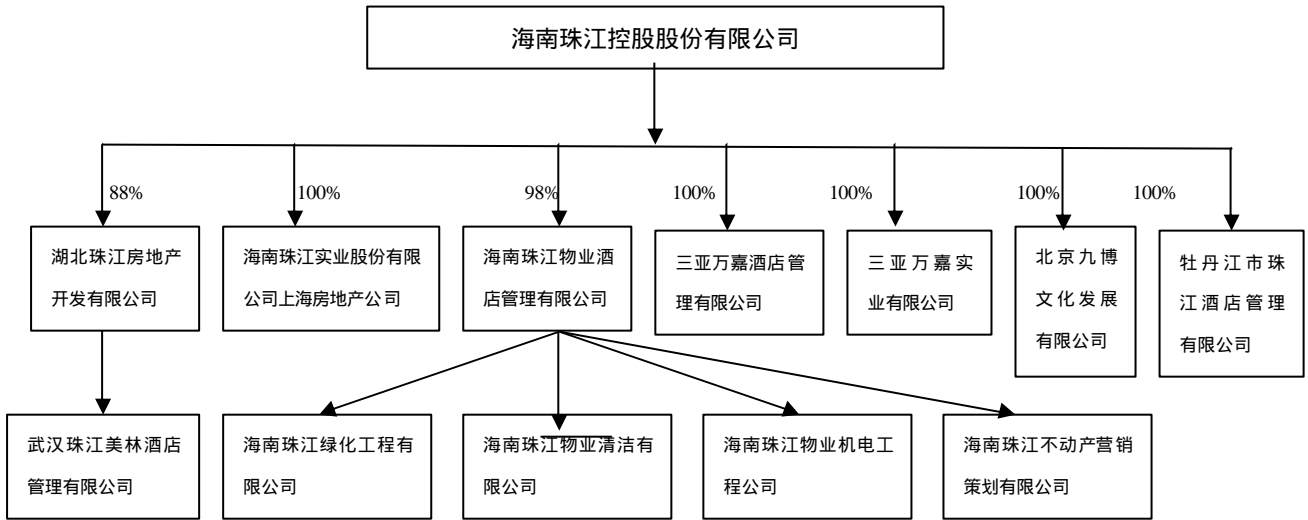 海南珠江控股股份有限公司
88%
100%
98%
100%
100%
100%
100%
湖北珠江房地产
开发有限公司
海南珠江实业股份有限
公司上海房地产公司
海南珠江物业酒
店管理有限公司
三亚万嘉酒店管
理有限公司
三亚万嘉实
业有限公司
北京九博
文化发展
有限公司
牡丹江市珠
江酒店管理
有限公司
武汉珠江美林酒店
管理有限公司
海南珠江绿化工程有
限公司
海南珠江物业清洁有
限公司
海南珠江物业机电工
程公司
海南珠江不动产营销
策划有限公司